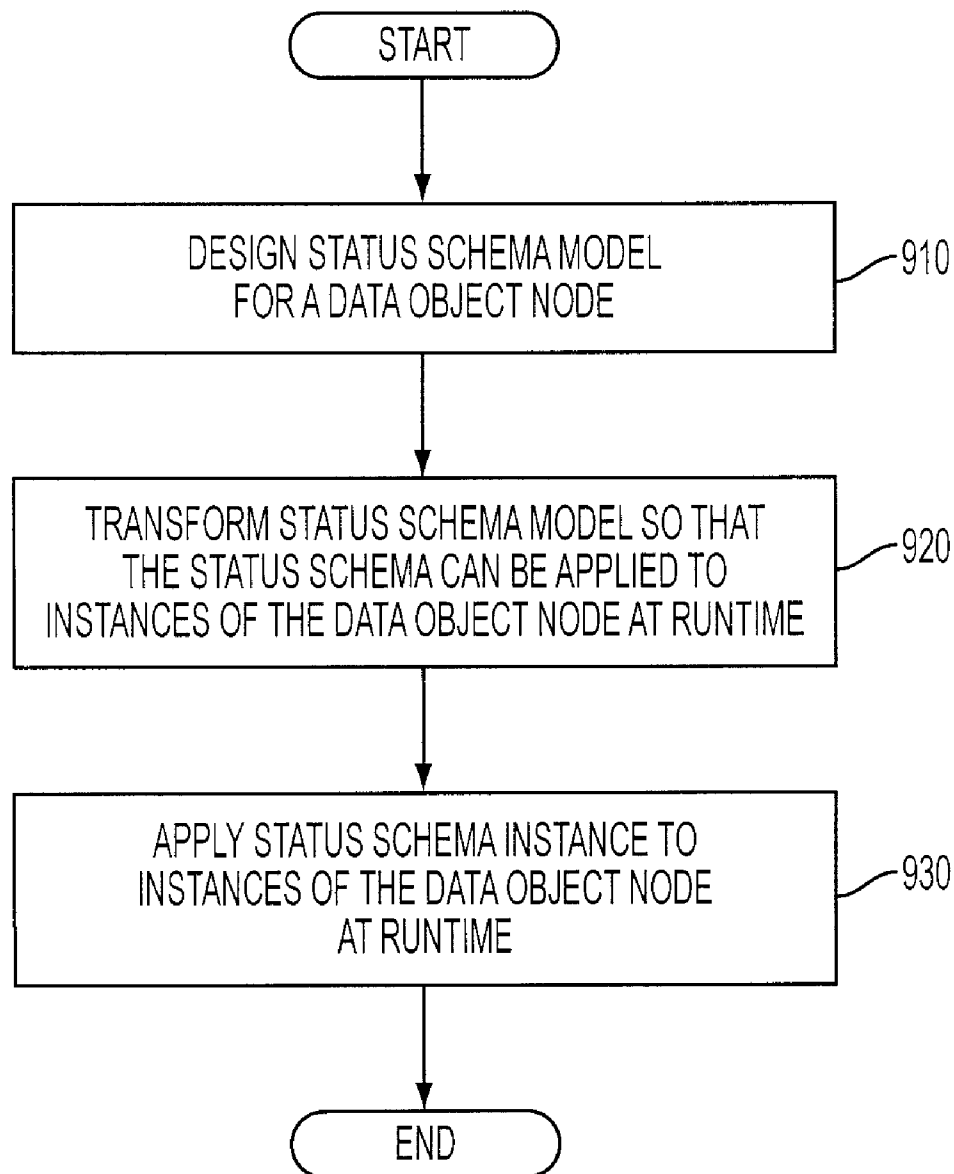 START
DESIGN STATUS SCHEMA MODEL
FOR A DATA OBJECT NODE
910
TRANSFORM STATUS SCHEMA MODEL SO THAT
THE STATUS SCHEMA CAN BE APPLIED TO
INSTANCES OF THE DATA OBJECT NODE AT RUNTIME
920
APPLY STATUS SCHEMA INSTANCE TO
INSTANCES OF THE DATA OBJECT NODE
AT RUNTIME
930
END